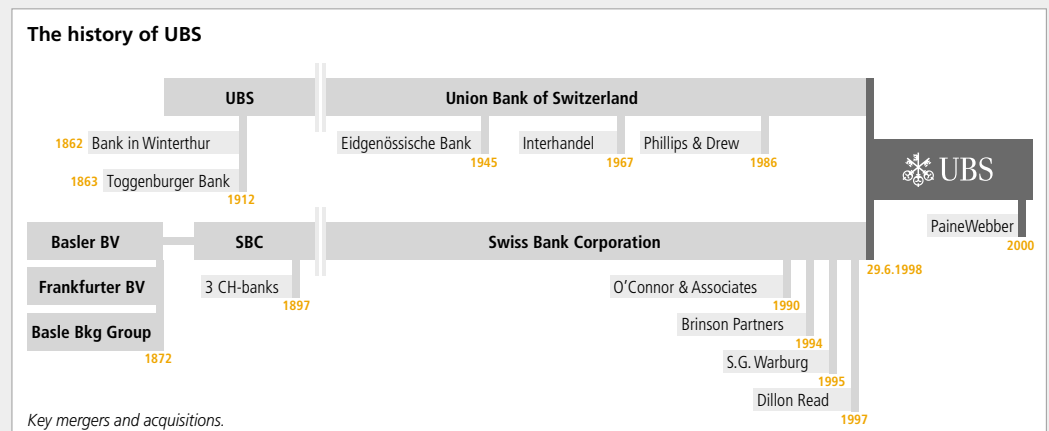 The history of UBS
UBS
Union Bank of Switzerland
1862 Bank in Winterthur
Eidgenössische Bank
Interhandel
Phillips & Drew
1945
1967
1986
1863 Toggenburger Bank
1912
UBS
PaineWebber
2000
Basler BV
SBC
Swiss Bank Corporation
29.6.1998
Frankfurter BV
3 CH-banks
1897
O'Connor & Associates
1990
Basle Bkg Group
1872
Brinson Partners
1994
S.G. Warburg
1995
Dillon Read
1997
Key mergers and acquisitions.